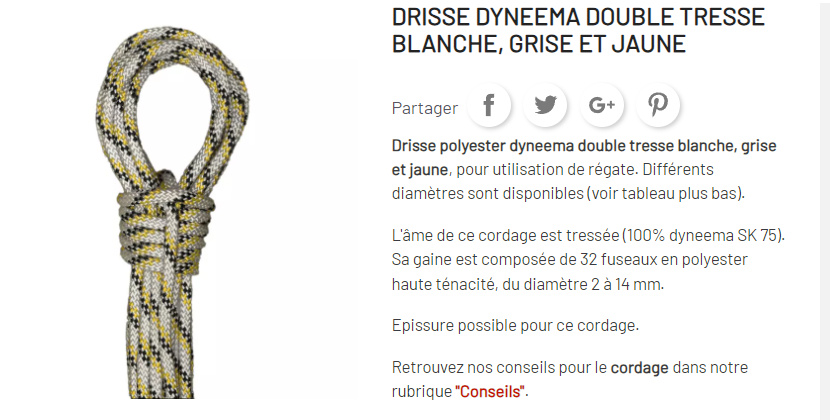 DRISSE DYNEEMA DOUBLE TRESSE
BLANCHE, GRISE ET JAUNE
Partager
G+
Drisse polyester dyneema double tresse blanche, grise
et jaune, pour utilisation de régate. Différents
diamètres sont disponibles (voir tableau plus bas).
L'âme de ce cordage est tressée (100% dyneema SK 75).
Sa gaine est composée de 32 fuseaux en polyester
haute ténacité, du diamètre 2 à 14 mm.
Epissure possible pour ce cordage.
Retrouvez nos conseils pour le cordage dans notre
rubrique "Conseils".